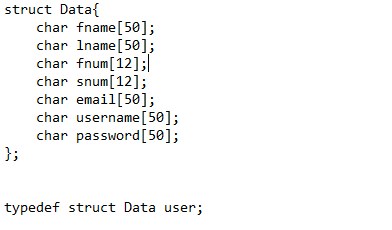 struct Data{
    char fname[50];
    char lname[50];
    char fnum[12];
    char snum[12];
    char email[50];
    char username[50];
    char password[50];
};
typedef struct Data user;